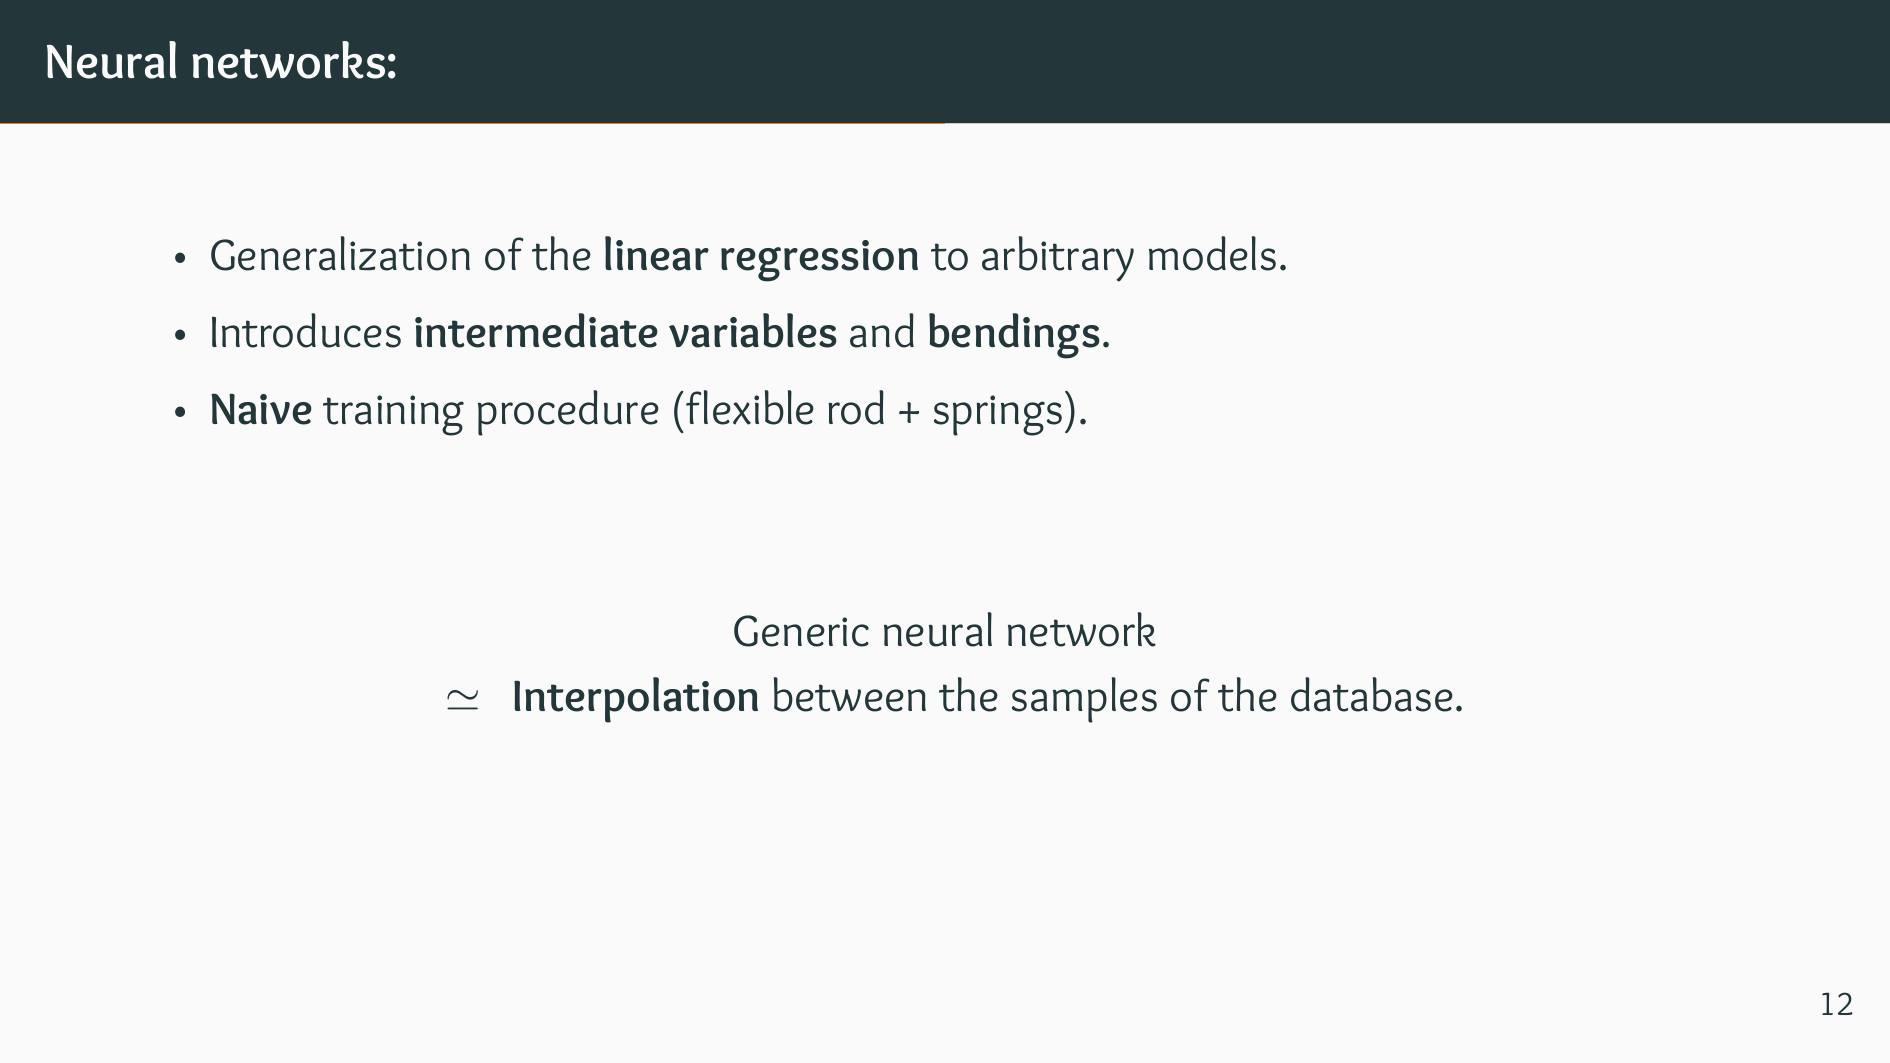 Neural networks:
• Generalization of the linear regression to arbitrary models.
• Introduces intermediate variables and bendings.
• Naive training procedure (flexible rod + springs).
Generic neural network
≃ Interpolation between the samples of the database.
12